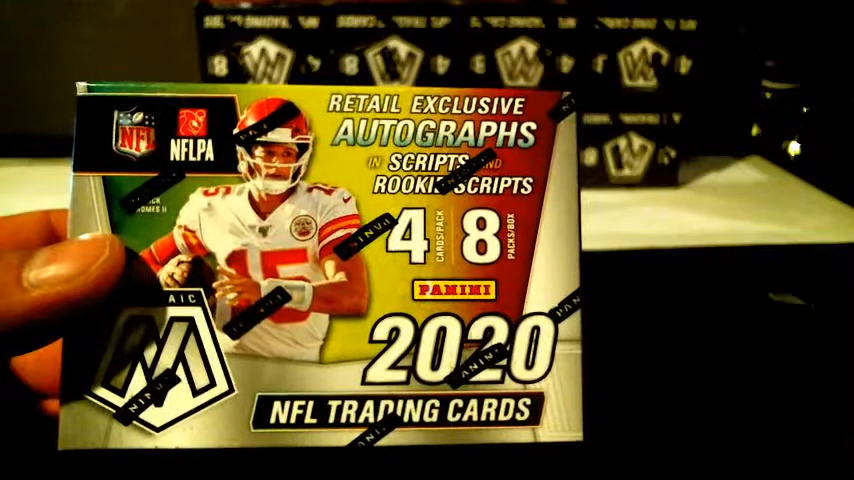 NFL
NFLPA
RETAIL EXCLUSIVE
AUTOGRAPHS
IN SCRIPTS AND
ROOKIE SCRIPTS
15
4 CARDS/PACK
8 PACKS/BOX
PANINI
2020
NFL TRADING CARDS